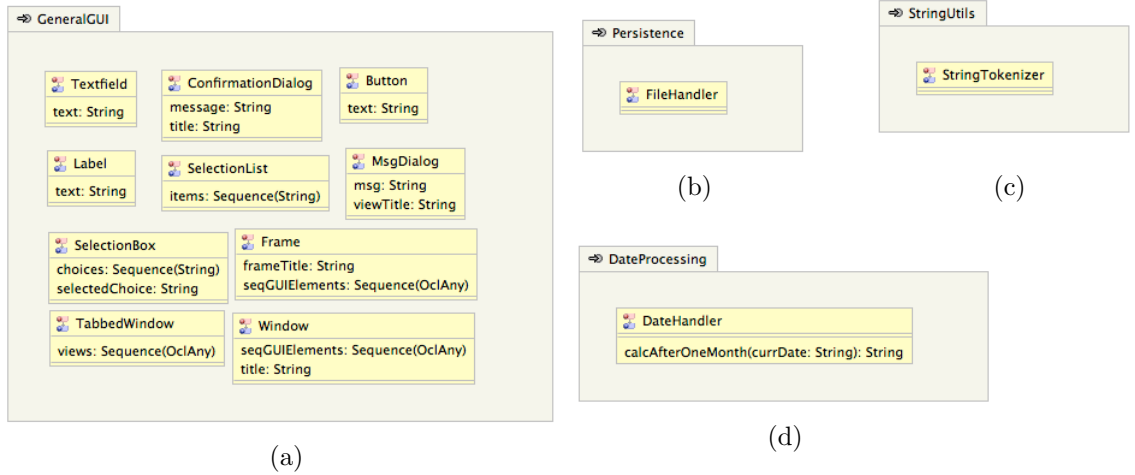 GeneralGUI
Textfield
text: String
ConfirmationDialog
message: String
title: String
Button
text: String
Label
text: String
SelectionList
items: Sequence(String)
MsgDialog
msg: String
viewTitle: String
SelectionBox
choices: Sequence(String)
selectedChoice: String
Frame
frameTitle: String
seqGUIElements: Sequence(OclAny)
TabbedWindow
views: Sequence(OclAny)
Window
seqGUIElements: Sequence(OclAny)
title: String
(a)
Persistence
FileHandler
(b)
StringUtils
StringTokenizer
(c)
DateProcessing
DateHandler
calcAfterOneMonth(currDate: String): String
(d)